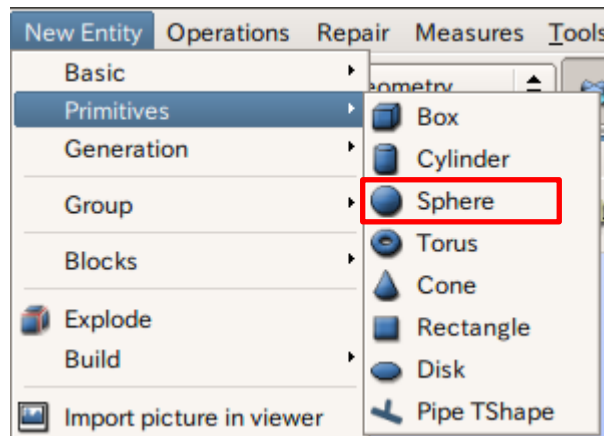 New Entity Operations Repair Measures Tools
Basic
Primitives
Generation
Group
Blocks
Explode
Build
Import picture in viewer
Box
Cylinder
Sphere
Torus
Cone
Rectangle
Disk
Pipe TShape